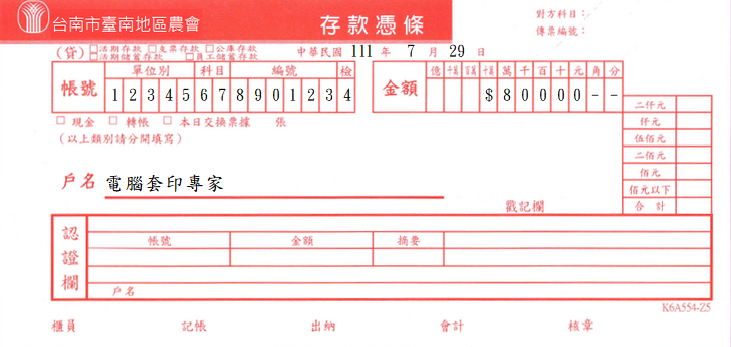 台南市臺南地區農會 存款憑條 對方科目：
傳票編號：
（貸） □活期存款 □支票存款 □公庫存款 中華民國 111 年 7 月 29 日
□活期儲蓄存款 □員工儲蓄存款
帳號 單位別 科目 編號 檢
1 2 3 4 5 6 7 8 9 0 1 2 3 4
金額 億 千萬 百萬 十萬 萬 千 百 十 元 角 分
$ 8 0 0 0 0 - -
□ 現金 □ 轉帳 □ 本日交換票據 張
（以上類別請分開填寫）
二仟元
仟元
伍佰元
二佰元
佰元
佰元以下
合計
戶名 電腦套印專家
戳記欄
認證欄
帳號 金額 摘要
戶名
K6A554-Z5
櫃員 記帳 出納 會計 核章